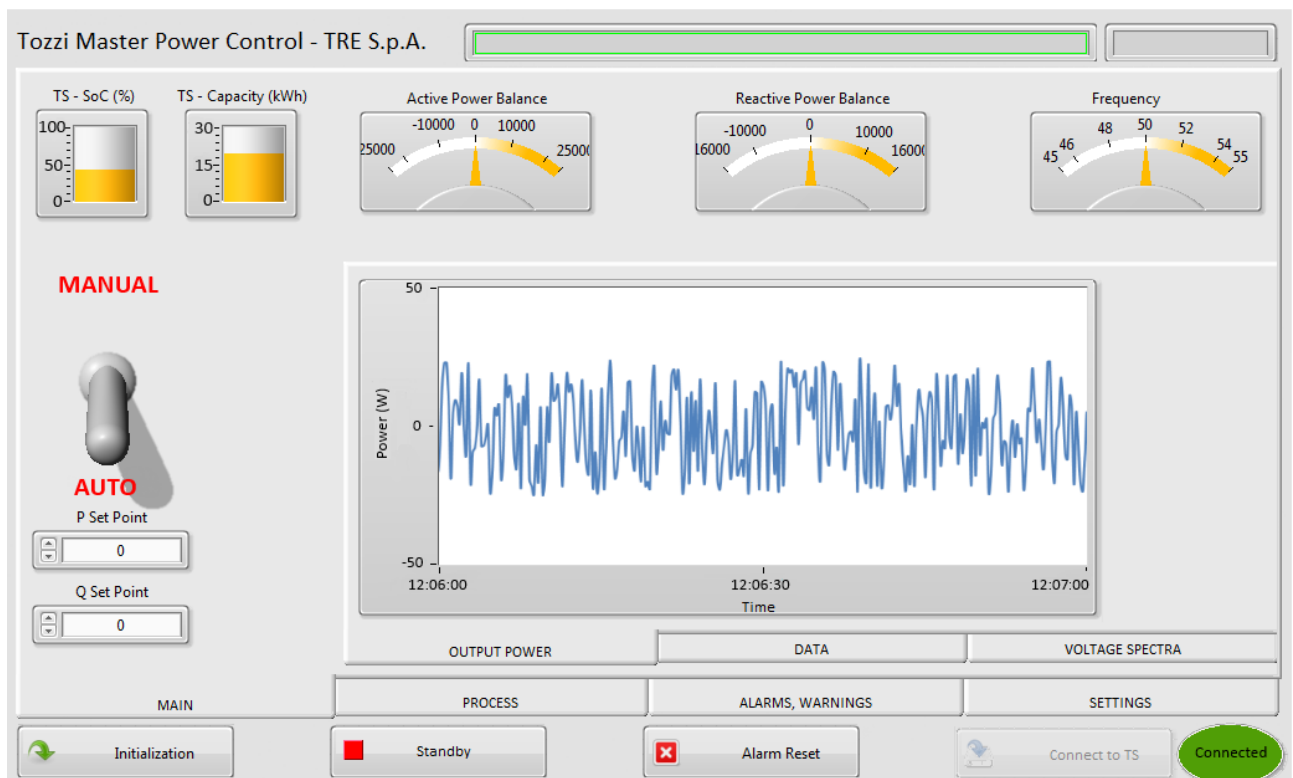 Tozzi Master Power Control - TRE S.p.A.
TS - SoC (%)
100-
50-
0-
TS - Capacity (kWh)
30-
15-
0-
Active Power Balance
25000
-10000
0
10000
2500
Reactive Power Balance
16000
-10000
0
10000
1600
Frequency
45
46
48
50
52
54
55
MANUAL
AUTO
P Set Point
0
Q Set Point
0
50
0
-50
Power (W)
12:06:00
12:06:30
12:07:00
Time
OUTPUT POWER
DATA
VOLTAGE SPECTRA
MAIN
PROCESS
ALARMS, WARNINGS
SETTINGS
Initialization
Standby
Alarm Reset
Connect to TS
Connected